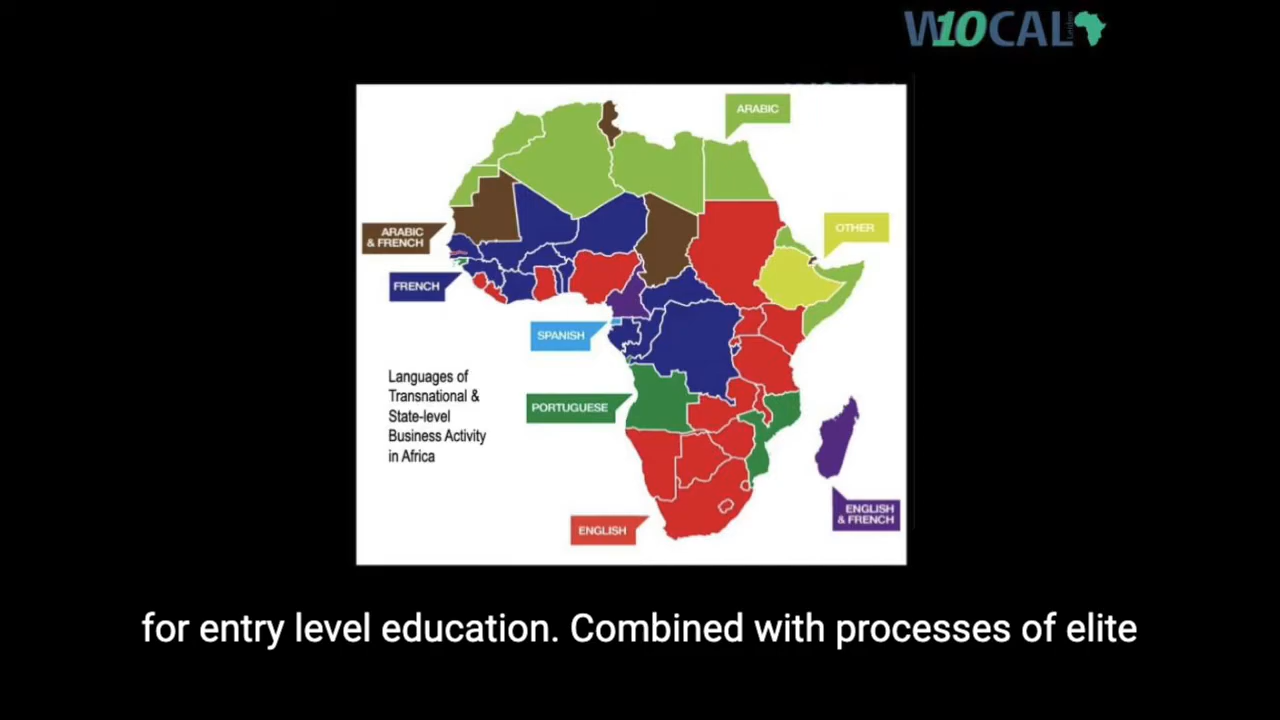 W10CAL
Leiden
ARABIC
OTHER
ARABIC
& FRENCH
FRENCH
SPANISH
Languages of
Transnational &
State-level
Business Activity
in Africa
PORTUGUESE
ENGLISH
& FRENCH
ENGLISH
for entry level education. Combined with processes of elite